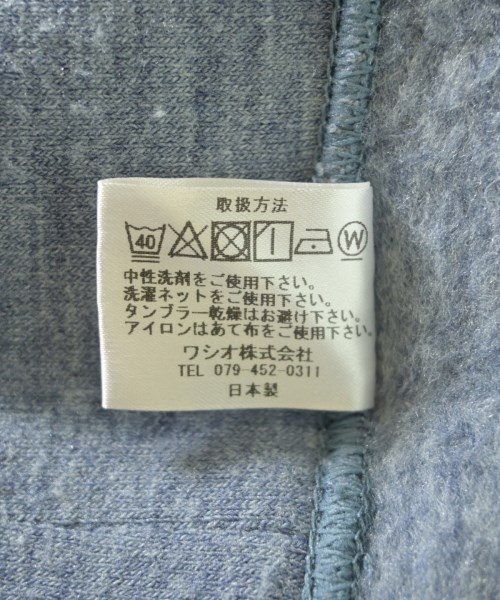 取扱方法
40 W
中性洗剤をご使用下さい。
洗濯ネットをご使用下さい。
タンブラー乾燥はお避け下さい。
アイロンはあて布をご使用下さい。
ワシオ株式会社
TEL 079-452-0311
日本製